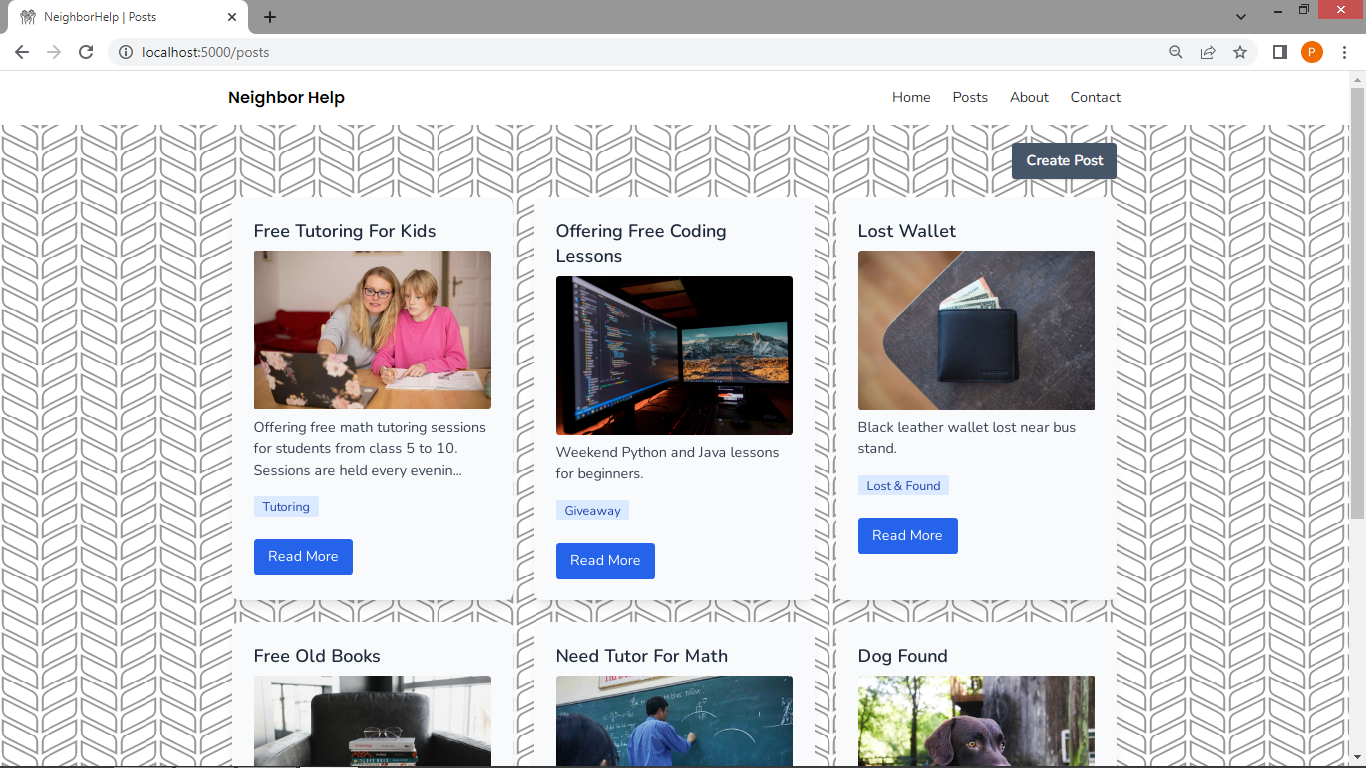 NeighborHelp | Posts
localhost:5000/posts
P
Neighbor Help
Home Posts About Contact
Create Post
Free Tutoring For Kids
Offering free math tutoring sessions
for students from class 5 to 10.
Sessions are held every evenin...
Tutoring
Read More
Offering Free Coding
Lessons
Weekend Python and Java lessons
for beginners.
Giveaway
Read More
Lost Wallet
Black leather wallet lost near bus
stand.
Lost & Found
Read More
Free Old Books
Need Tutor For Math
Dog Found